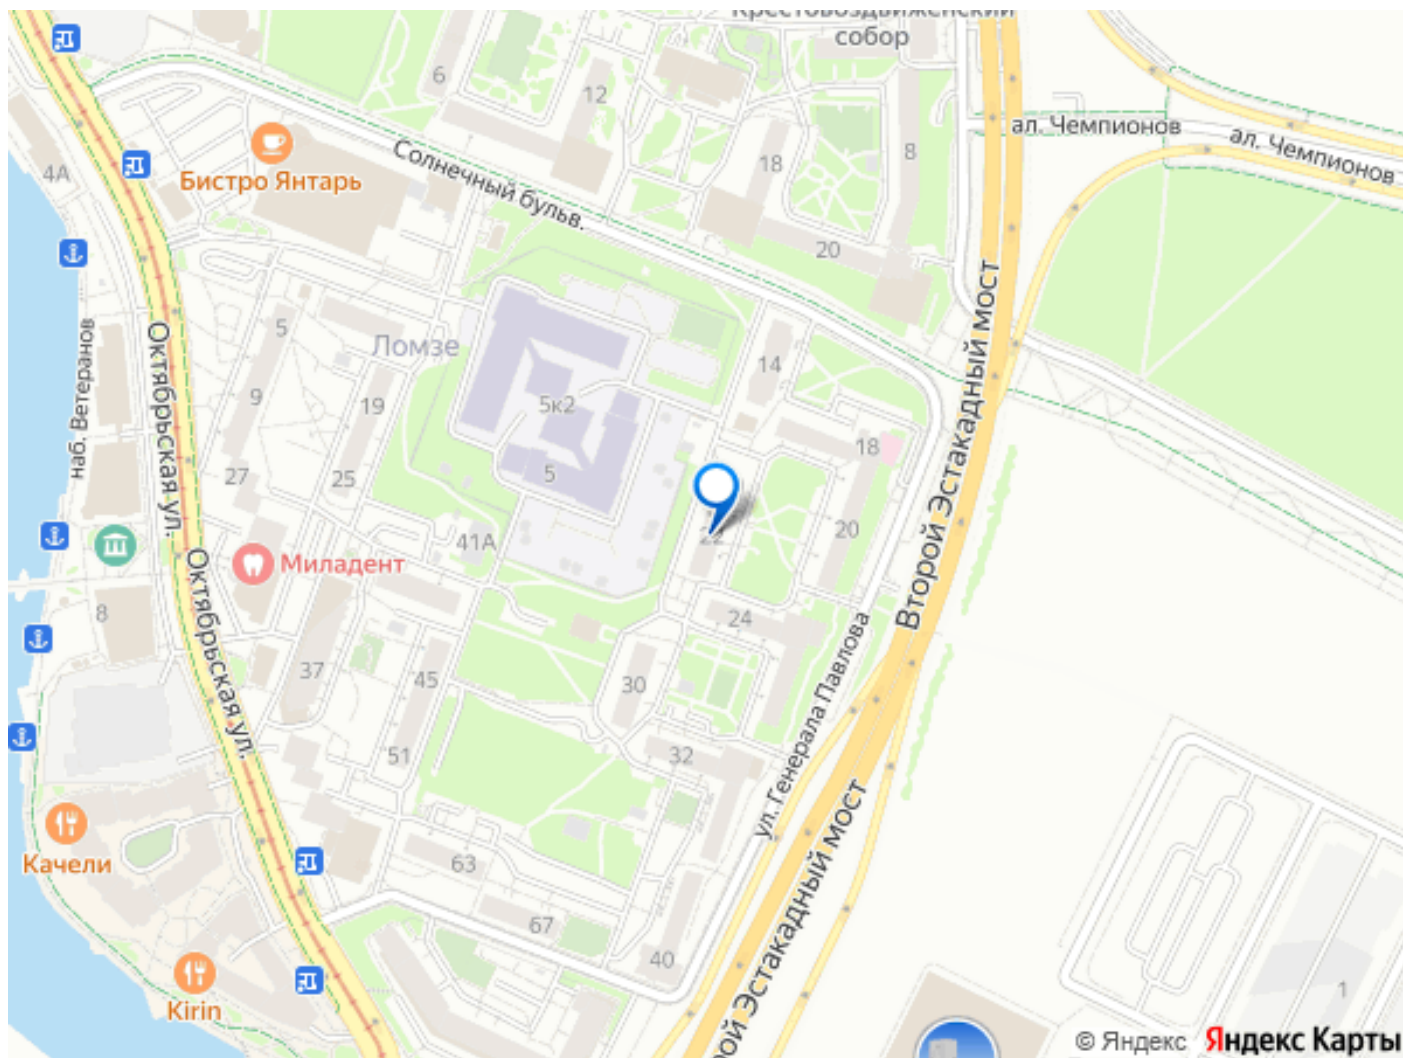 Крестовоздвиженский
собор
6
12
ал. Чемпионов
ал. Чемпионов
8
18
4А
Бистро Янтарь
Солнечный бульв.
20
Второй Эстакадный мост
5
Ломзе
14
наб. Ветеранов
Октябрьская ул.
9
19
5к2
18
27
25
5
22
20
41А
Миладент
Октябрьская ул.
8
24
ул. Генерала Павлова
37
45
30
51
32
Второй Эстакадный мост
Качели
63
67
40
Kirin
1
© Яндекс Яндекс Карты